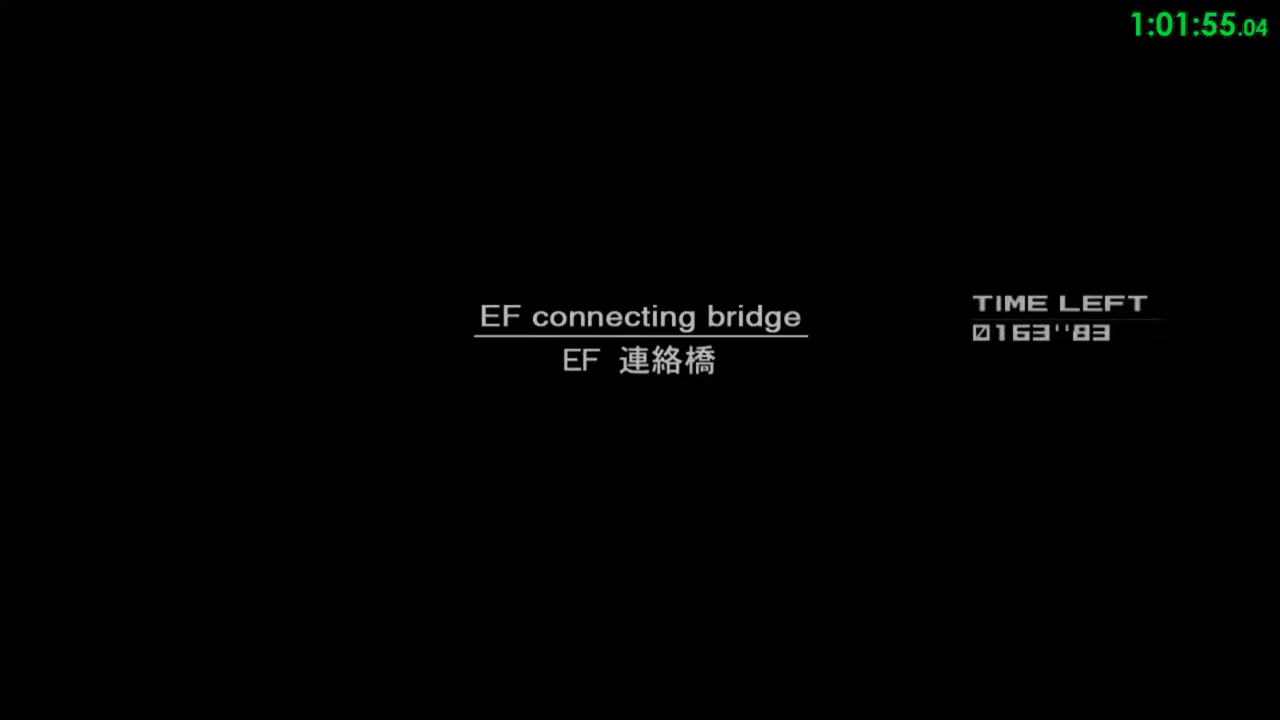 1:01:55.04
EF connecting bridge
EF 連絡橋
TIME LEFT
0163"83